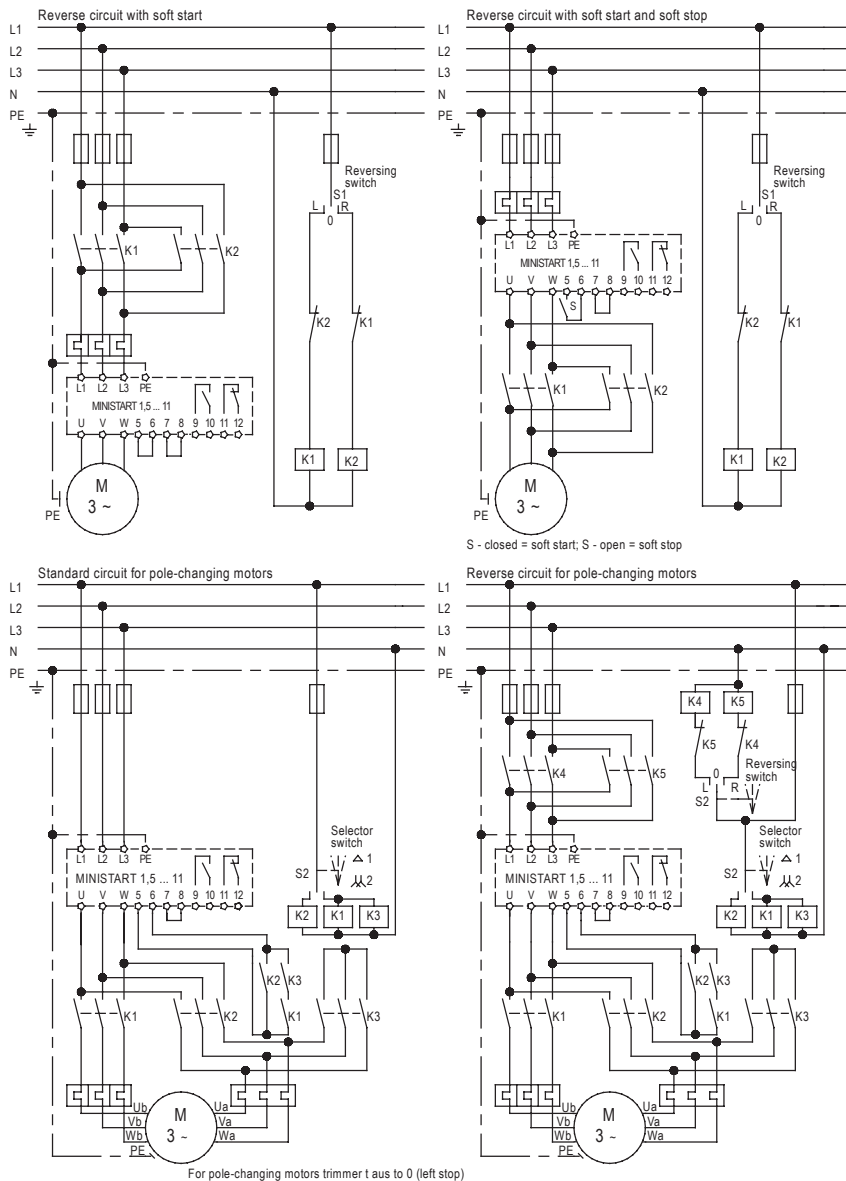 Reverse circuit with soft start
L1
L2
L3
N
PE
Reversing
switch
S1
L R
0
K1 K2
K2 K1
L1 L2 L3 PE
MINISTART 1,5 ... 11
U V W 5 6 7 8 9 10 11 12
K1 K2
M
3 ~
PE
Reverse circuit with soft start and soft stop
L1
L2
L3
N
PE
Reversing
switch
S1
L R
0
L1 L2 L3 PE
MINISTART 1,5 ... 11
U V W 5 6 7 8 9 10 11 12
S
K2 K1
K1 K2
K1 K2
M
3 ~
PE
S - closed = soft start; S - open = soft stop
Standard circuit for pole-changing motors
L1
L2
L3
N
PE
Selector
switch
S2
1
2
L1 L2 L3 PE
MINISTART 1,5 ... 11
U V W 5 6 7 8 9 10 11 12
K2 K1 K3
K2 K3
K1 K2 K1 K3
M
3 ~
Ub Ua
Vb Va
Wb Wa
PE
Reverse circuit for pole-changing motors
L1
L2
L3
N
PE
K4 K5
K5 K4
K4 K5
0
L R
Reversing
switch
S2
Selector
switch
S2
1
2
L1 L2 L3 PE
MINISTART 1,5 ... 11
U V W 5 6 7 8 9 10 11 12
K2 K1 K3
K2 K3
K1 K2 K1 K3
M
3 ~
Ub Ua
Vb Va
Wb Wa
PE
For pole-changing motors trimmer t aus to 0 (left stop)